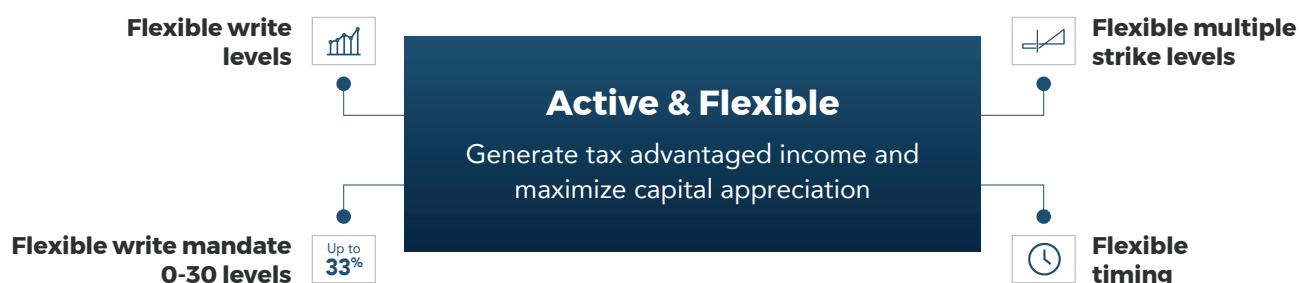 Flexible write
levels
Flexible multiple
strike levels
Active & Flexible
Generate tax advantaged income and
maximize capital appreciation
Flexible write mandate
0-30 levels
Up to
33%
Flexible
timing